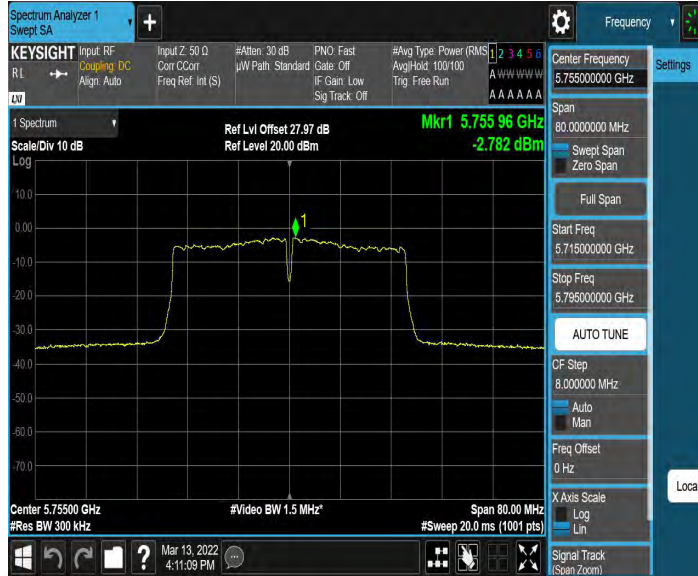 Spectrum Analyzer 1
Swept SA
+
Frequency
KEYSIGHT
RL
LXI
Input: RF
Coupling: DC
Align: Auto
Input Z: 50 Ω
Corr CCorr
Freq Ref: Int (S)
#Atten: 30 dB
µW Path: Standard
PNO: Fast
Gate: Off
IF Gain: Low
Sig Track: Off
#Avg Type: Power (RMS
Avg|Hold: 100/100
Trig: Free Run
1 2 3 4 5 6
A W W W W W
A A A A A A
1 Spectrum
Scale/Div 10 dB
Log
Ref Lvl Offset 27.97 dB
Ref Level 20.00 dBm
Mkr1 5.755 96 GHz
-2.782 dBm
1
10.0
0.00
-10.0
-20.0
-30.0
-40.0
-50.0
-60.0
-70.0
Center 5.75500 GHz
#Res BW 300 kHz
#Video BW 1.5 MHz*
Span 80.00 MHz
#Sweep 20.0 ms (1001 pts)
?
Mar 13, 2022
4:11:09 PM
Center Frequency
5.755000000 GHz
Settings
Span
80.0000000 MHz
Swept Span
Zero Span
Full Span
Start Freq
5.715000000 GHz
Stop Freq
5.795000000 GHz
AUTO TUNE
CF Step
8.000000 MHz
Auto
Man
Freq Offset
0 Hz
X Axis Scale
Log
Lin
Local
Signal Track
(Span Zoom)